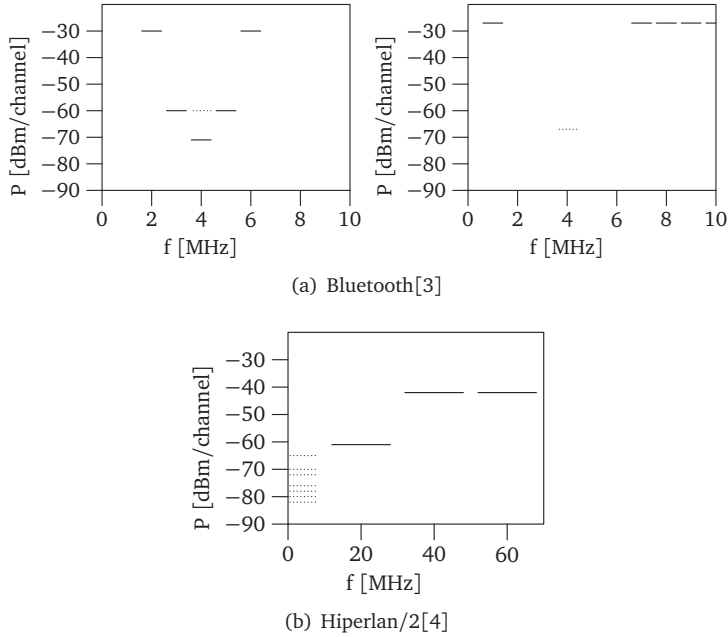 −30
−40
−50
−60
−70
−80
−90
P [dBm/channel]
0 2 4 6 8 10
f [MHz]
−30
−40
−50
−60
−70
−80
−90
P [dBm/channel]
0 2 4 6 8 10
f [MHz]
(a) Bluetooth[3]
−30
−40
−50
−60
−70
−80
−90
P [dBm/channel]
0 20 40 60
f [MHz]
(b) Hiperlan/2[4]